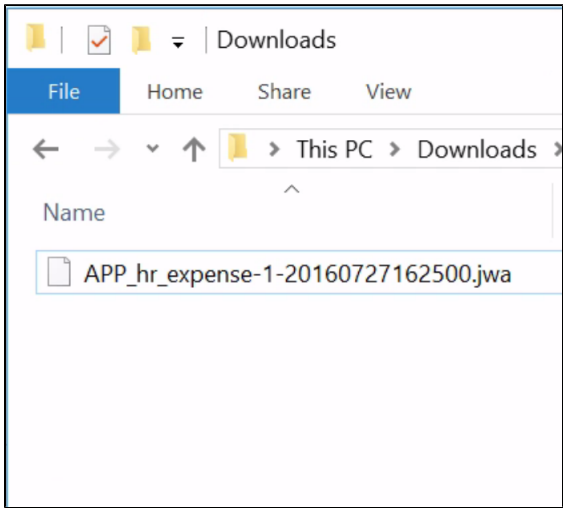 Downloads
File Home Share View
This PC Downloads
Name
APP_hr_expense-1-20160727162500.jwa